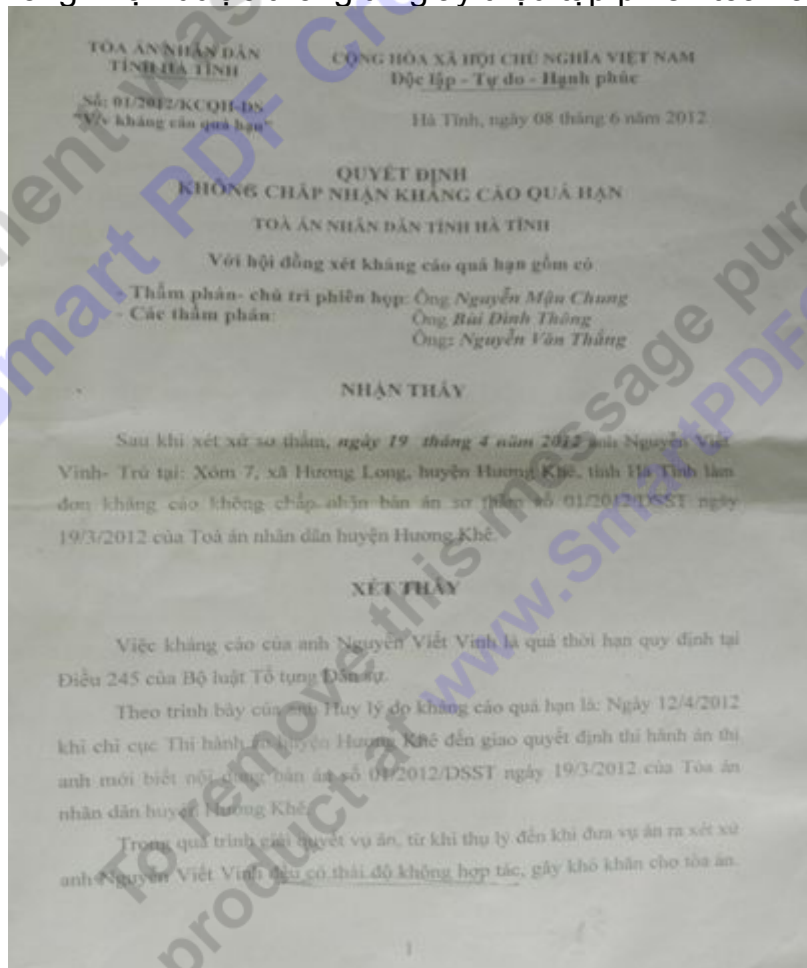 TÒA ÁN NHÂN DÂN
TỈNH HÀ TĨNH
CỘNG HÒA XÃ HỘI CHỦ NGHĨA VIỆT NAM
Độc lập - Tự do - Hạnh phúc
Số: 01/2012/KCQH-DS
"V/v kháng cáo quá hạn"
Hà Tĩnh, ngày 08 tháng 6 năm 2012
QUYẾT ĐỊNH
KHÔNG CHẤP NHẬN KHÁNG CÁO QUÁ HẠN
TOÀ ÁN NHÂN DÂN TỈNH HÀ TĨNH
Với hội đồng xét kháng cáo quá hạn gồm có
- Thẩm phán- chủ trì phiên họp: Ông Nguyễn Mậu Chung
- Các thẩm phán: Ông Bùi Đình Thông
Ông: Nguyễn Văn Thắng
NHẬN THẤY
Sau khi xét xử sơ thẩm, ngày 19 tháng 4 năm 2012 anh Nguyễn Viết
Vinh- Trú tại: Xóm 7, xã Hương Long, huyện Hương Khê, tỉnh Hà Tĩnh làm
đơn kháng cáo không chấp nhận bản án sơ thẩm số 01/2012/DSST ngày
19/3/2012 của Toà án nhân dân huyện Hương Khê.
XÉT THẤY
Việc kháng cáo của anh Nguyễn Viết Vinh là quá thời hạn quy định tại
Điều 245 của Bộ luật Tố tụng Dân sự.
Theo trình bày của anh Huy lý do kháng cáo quá hạn là: Ngày 12/4/2012
khi chi cục Thi hành án huyện Hương Khê đến giao quyết định thi hành án thì
anh mới biết nội dung bản án số 01/2012/DSST ngày 19/3/2012 của Tòa án
nhân dân huyện Hương Khê.
Trong quá trình giải quyết vụ án, từ khi thụ lý đến khi đưa vụ án ra xét xử
anh Nguyễn Viết Vinh đều có thái độ không hợp tác, gây khó khăn cho tòa án.
1
To remove this message pur
product at www.SmartPDF